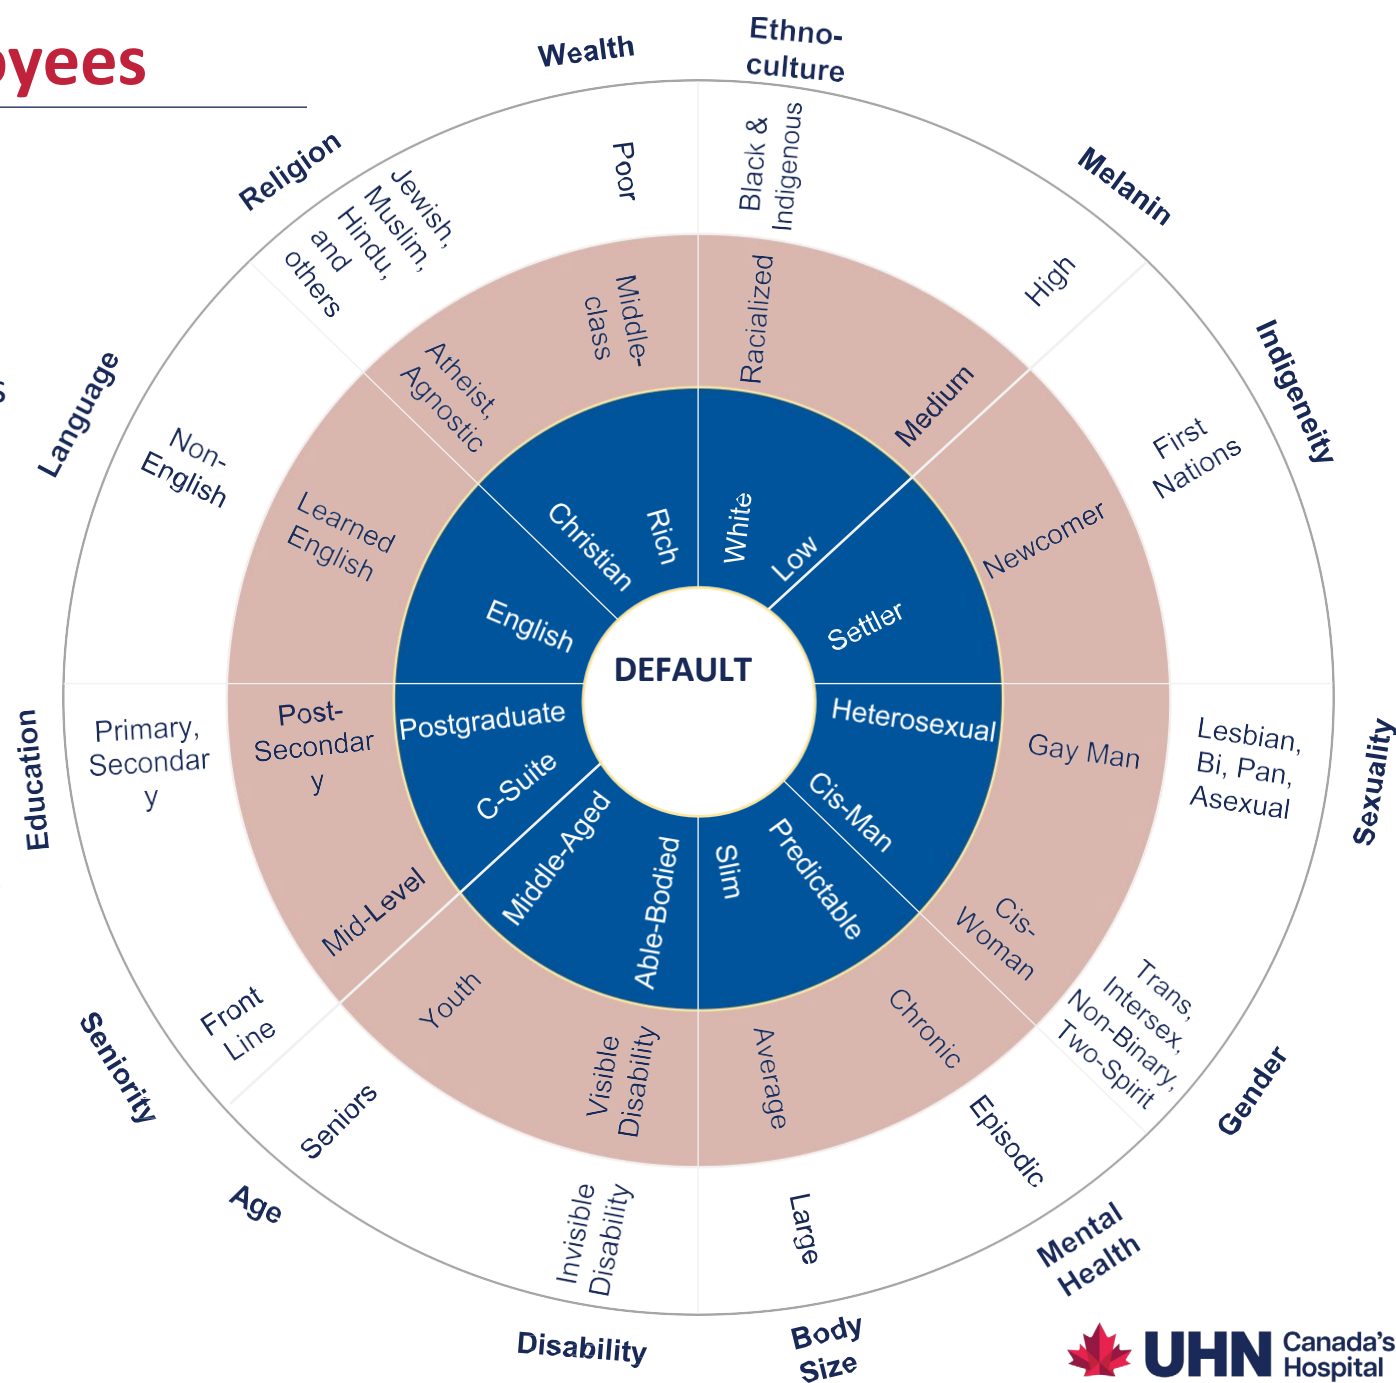 oyees
Wealth
Ethno-
culture
Melanin
Indigeneity
Sexuality
Gender
Mental
Health
Body
Size
Disability
Age
Seniority
Education
Language
Religion
Poor
Black &
Indigenous
High
First
Nations
Lesbian,
Bi, Pan,
Asexual
Trans,
Intersex,
Non-Binary,
Two-Spirit
Episodic
Large
Invisible
Disability
Seniors
Front
Line
Primary,
Secondar
y
Non-
English
Jewish,
Muslim,
Hindu,
and
others
Middle-
class
Racialized
Medium
Newcomer
Gay Man
Cis-
Woman
Chronic
Average
Visible
Disability
Youth
Mid-Level
Post-
Secondar
y
Learned
English
Atheist,
Agnostic
Rich
White
Low
Settler
Heterosexual
Cis-Man
Predictable
Slim
Able-Bodied
Middle-Aged
C-Suite
Postgraduate
English
Christian
DEFAULT
UHN
Canada's
Hospital